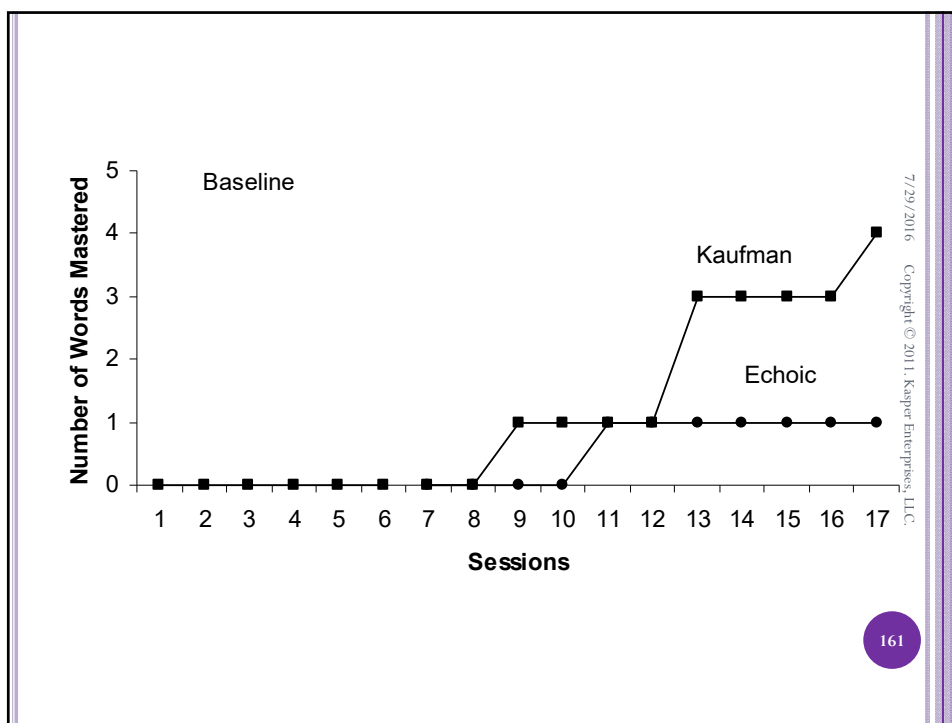 5
Baseline
4
Kaufman
3
2
Echoic
1
0
Number of Words Mastered
1 2 3 4 5 6 7 8 9 10 11 12 13 14 15 16 17
Sessions
7/29/2016 Copyright © 2011. Kasper Enterprises, LLC.
161